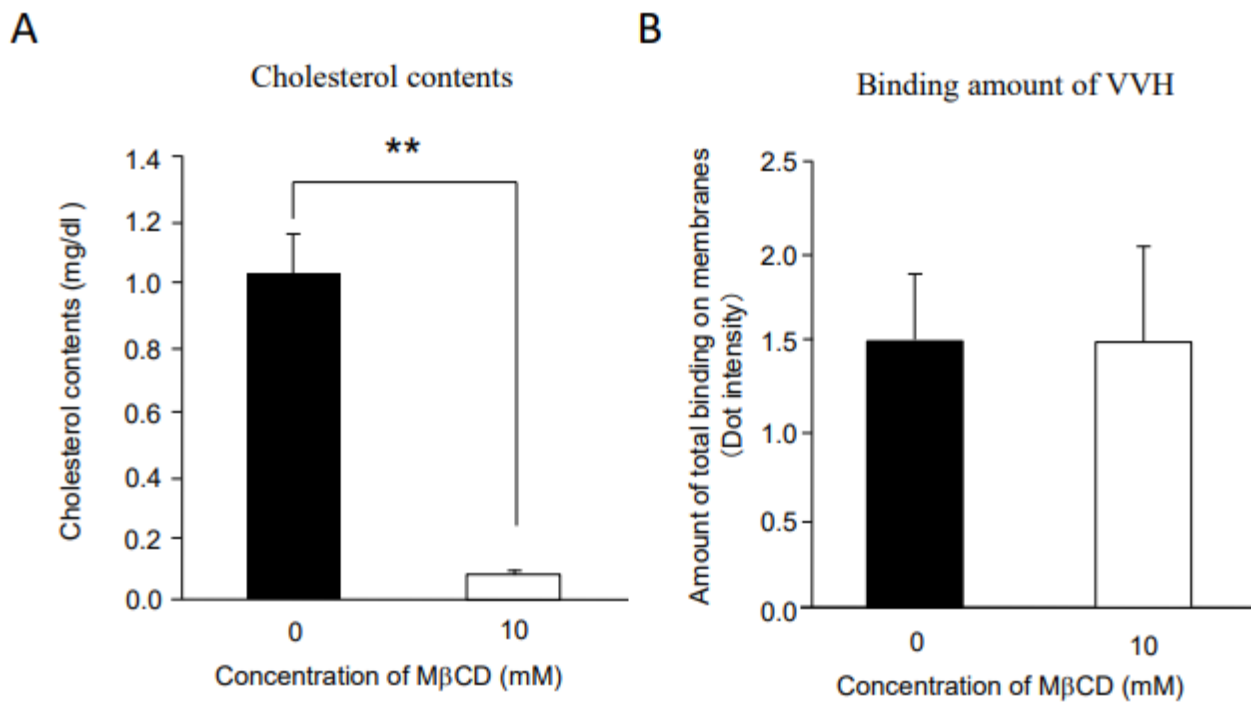 A
Cholesterol contents
**
Cholesterol contents (mg/dl )
1.4
1.2
1.0
0.8
0.6
0.4
0.2
0.0
0
10
Concentration of MβCD (mM)
B
Binding amount of VVH
Amount of total binding on membranes
(Dot intensity)
2.5
2.0
1.5
1.0
0.5
0.0
0
10
Concentration of MβCD (mM)